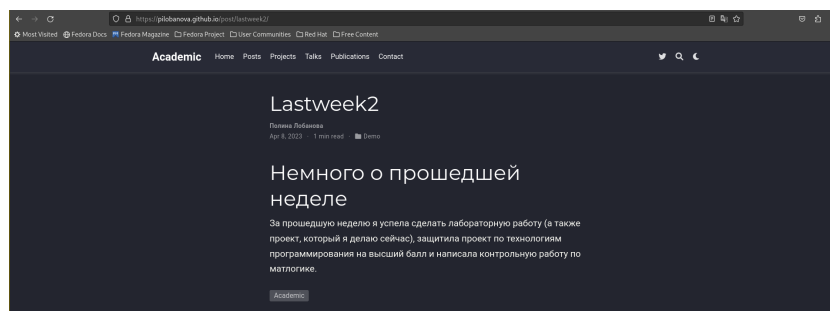 https://pilobanova.github.io/post/lastweek2/
Most Visited Fedora Docs Fedora Magazine Fedora Project User Communities Red Hat Free Content
Academic Home Posts Projects Talks Publications Contact
Lastweek2
Полина Лобанова
Apr 8, 2023 · 1 min read · Demo
Немного о прошедшей
неделе
За прошедшую неделю я успела сделать лабораторную работу (а также
проект, который я делаю сейчас), защитила проект по технологиям
программирования на высший балл и написала контрольную работу по
матлогике.
Academic